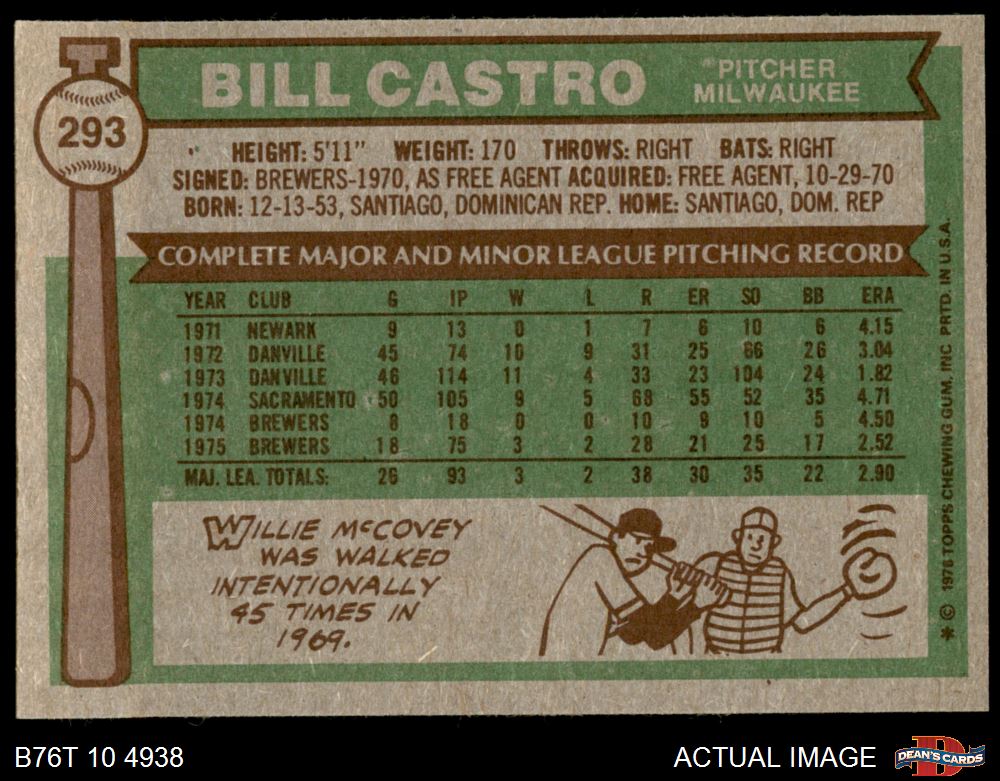 293
BILL CASTRO
PITCHER
MILWAUKEE
HEIGHT: 5'11" WEIGHT: 170 THROWS: RIGHT BATS: RIGHT
SIGNED: BREWERS-1970, AS FREE AGENT ACQUIRED: FREE AGENT, 10-29-70
BORN: 12-13-53, SANTIAGO, DOMINICAN REP. HOME: SANTIAGO, DOM. REP
COMPLETE MAJOR AND MINOR LEAGUE PITCHING RECORD
YEAR CLUB G IP W L R ER SO BB ERA
1971 NEWARK 9 13 0 1 7 6 10 6 4.15
1972 DANVILLE 45 74 10 9 31 25 66 26 3.04
1973 DANVILLE 46 114 11 4 33 23 104 24 1.82
1974 SACRAMENTO 50 105 9 5 68 55 52 35 4.71
1974 BREWERS 8 18 0 0 10 9 10 5 4.50
1975 BREWERS 18 75 3 2 28 21 25 17 2.52
MAJ. LEA. TOTALS: 26 93 3 2 38 30 35 22 2.90
WILLIE McCOVEY
WAS WALKED
INTENTIONALLY
45 TIMES IN
1969.
* © 1976 TOPPS CHEWING GUM, INC PRTD. IN U.S.A.
B76T 10 4938
ACTUAL IMAGE
D
DEAN'S CARDS